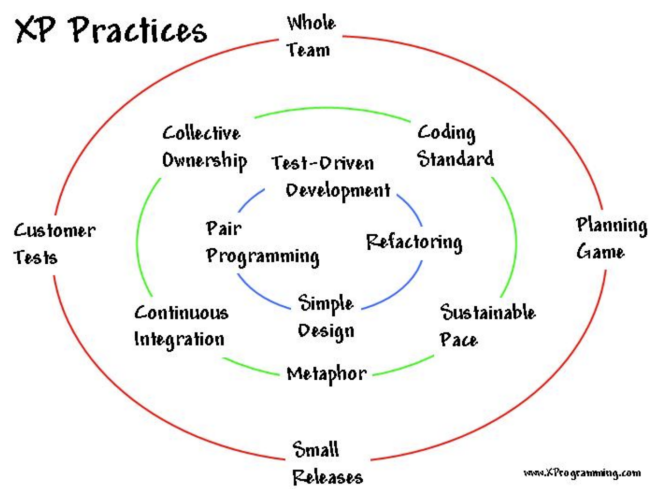 XP Practices
Whole
Team
Collective
Ownership
Coding
Standard
Test-Driven
Development
Customer
Tests
Pair
Programming
Refactoring
Planning
Game
Continuous
Integration
Simple
Design
Sustainable
Pace
Metaphor
Small
Releases
www.XProgramming.com